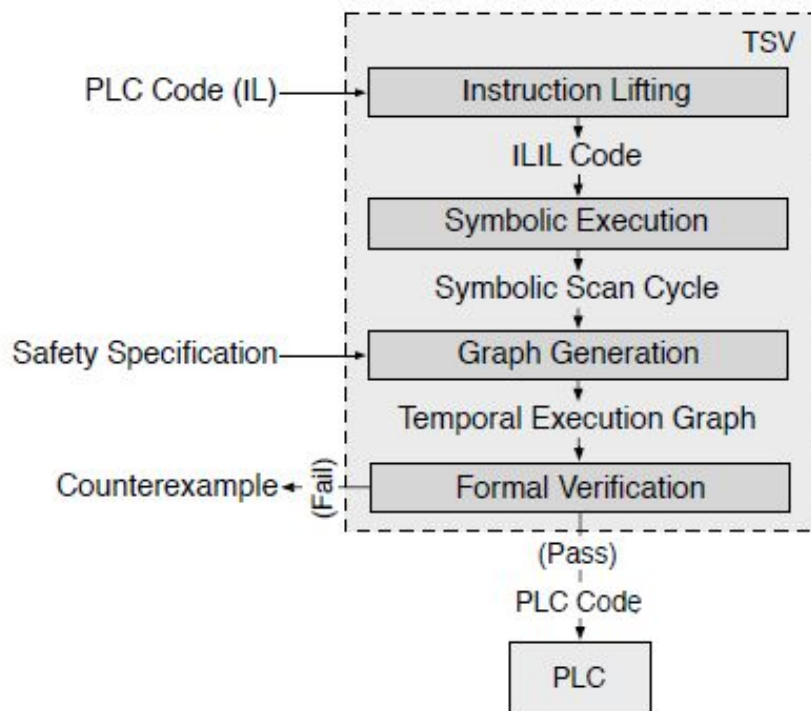 TSV
PLC Code (IL)
Instruction Lifting
ILIL Code
Symbolic Execution
Symbolic Scan Cycle
Safety Specification
Graph Generation
Temporal Execution Graph
Counterexample
(Fail)
Formal Verification
(Pass)
PLC Code
PLC